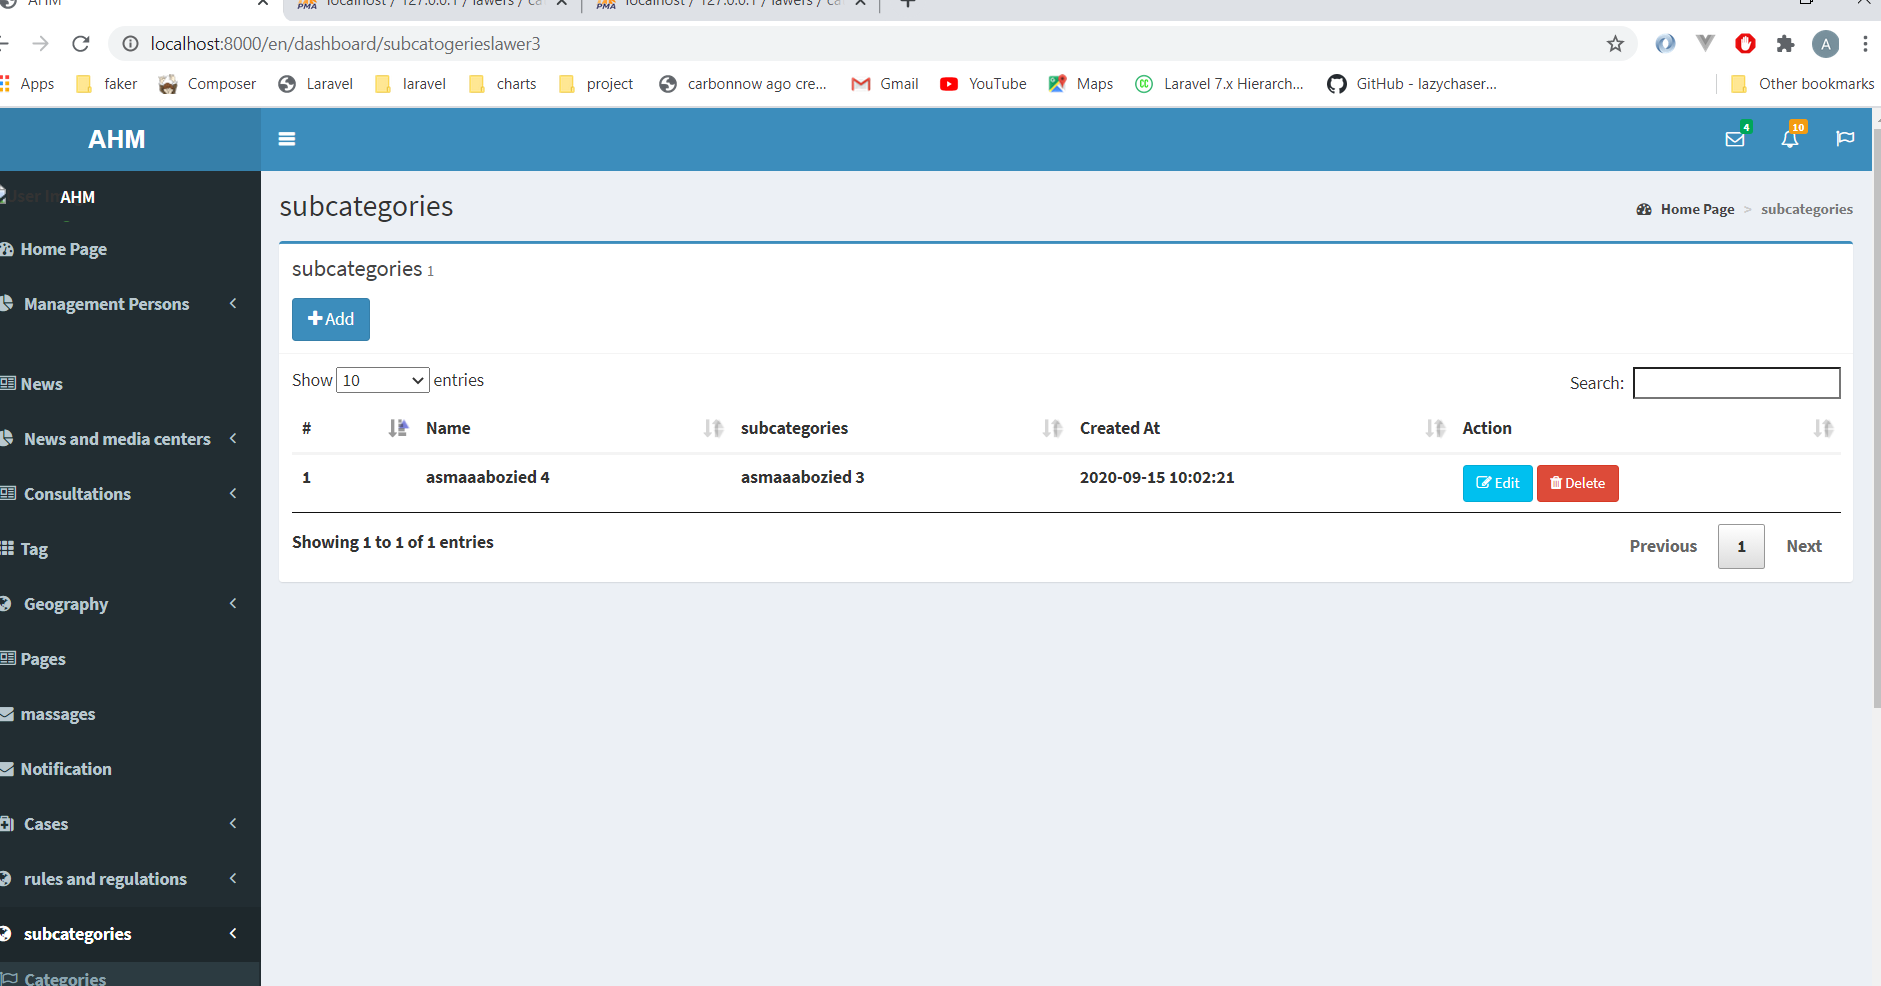 AHM
localhost / 127.0.0.1 / lawers / ca
localhost / 127.0.0.1 / lawers / ca
localhost:8000/en/dashboard/subcatogerieslawer3
A
Apps faker Composer Laravel laravel charts project carbonnow ago cre... Gmail YouTube Maps Laravel 7.x Hierarch... GitHub - lazychaser... Other bookmarks
AHM
4
10
User Im
AHM
Home Page
Management Persons
News
News and media centers
Consultations
Tag
Geography
Pages
massages
Notification
Cases
rules and regulations
subcategories
Categories
subcategories
Home Page > subcategories
subcategories 1
Add
Show 10 entries
Search:
# Name subcategories Created At Action
1 asmaaabozied 4 asmaaabozied 3 2020-09-15 10:02:21 Edit Delete
Showing 1 to 1 of 1 entries
Previous 1 Next